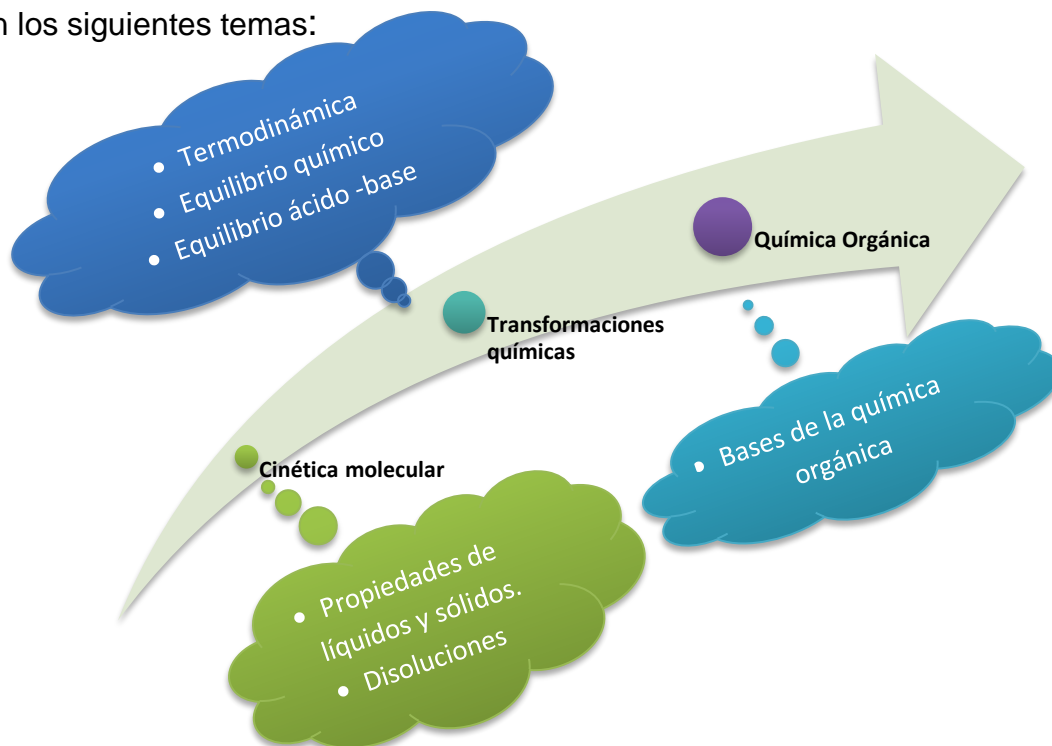 n los siguientes temas:
• Termodinámica
• Equilibrio químico
• Equilibrio ácido -base
Química Orgánica
Transformaciones
químicas
• Bases de la química
orgánica
Cinética molecular
• Propiedades de
líquidos y sólidos.
• Disoluciones